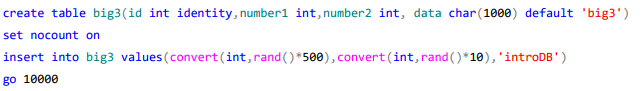 create table big3(id int identity,number1 int,number2 int, data char(1000) default 'big3')
set nocount on
insert into big3 values(convert(int,rand()*500),convert(int,rand()*10),'introDB')
go 10000